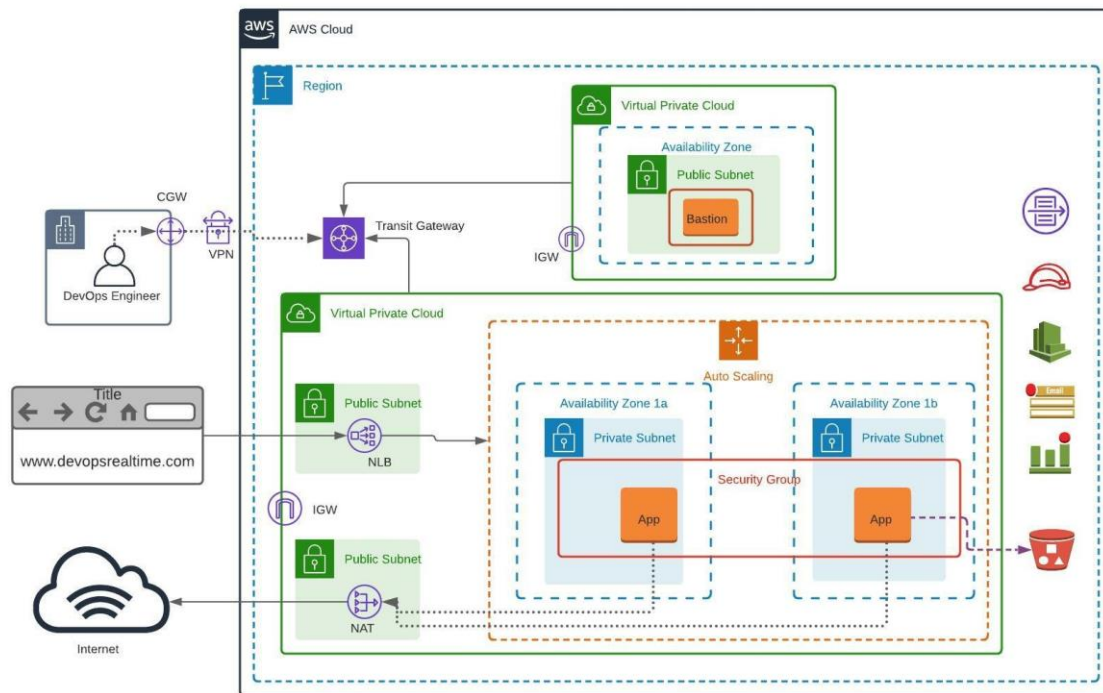 aws
AWS Cloud
Region
Virtual Private Cloud
Availability Zone
Public Subnet
Bastion
IGW
CGW
VPN
Transit Gateway
DevOps Engineer
Virtual Private Cloud
Auto Scaling
Title
www.devopsrealtime.com
Public Subnet
NLB
Availability Zone 1a
Private Subnet
Availability Zone 1b
Private Subnet
Security Group
App
App
IGW
Public Subnet
NAT
Internet
Email